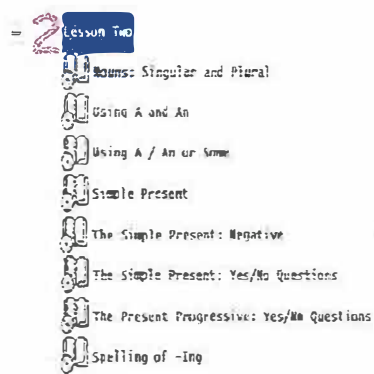 2 Lesson Two
Nouns: Singular and Plural
Using A and An
Using A / An or Some
Simple Present
The Simple Present: Negative
The Simple Present: Yes/No Questions
The Present Progressive: Yes/No Questions
Spelling of -Ing